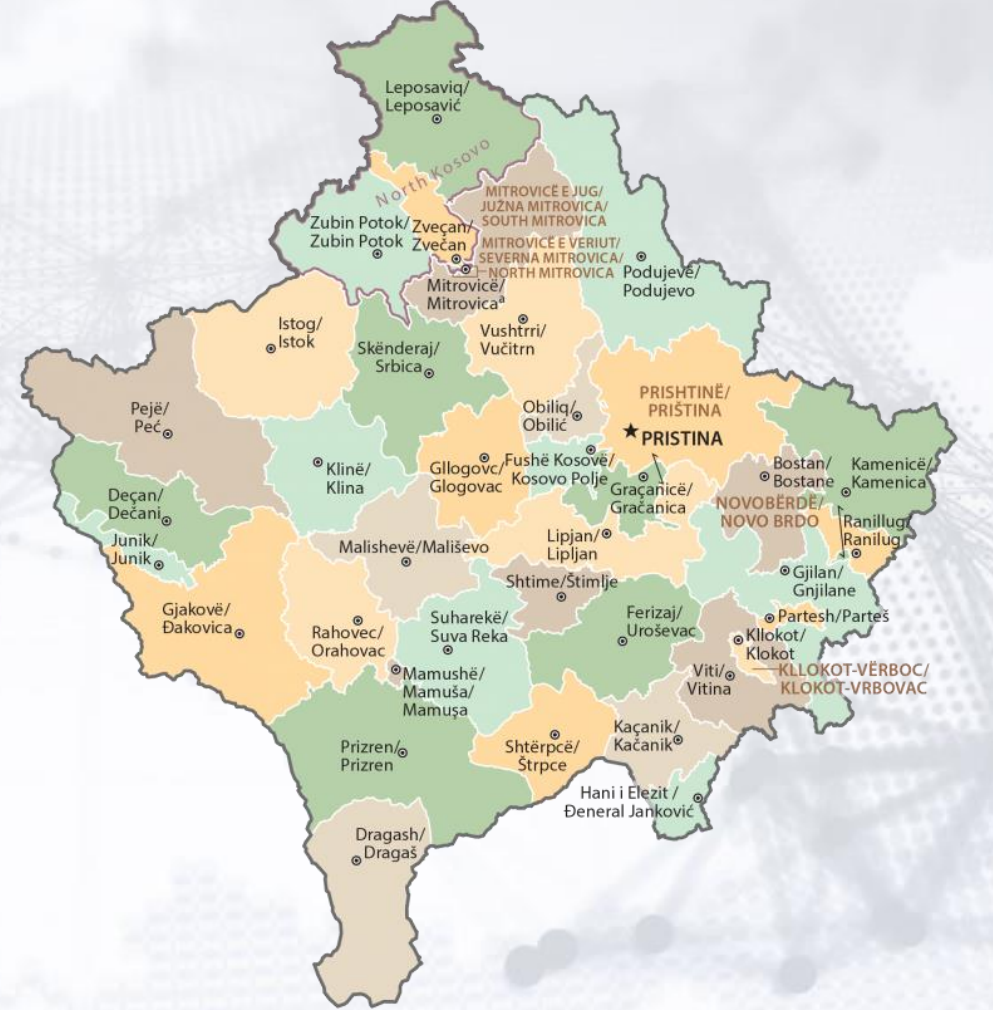 Leposaviq/
Leposavić
North Kosovo
MITROVICË E JUG/
JUŽNA MITROVICA/
SOUTH MITROVICA
Zubin Potok/
Zubin Potok
Zveçan/
Zvečan
MITROVICË E VERIUT/
SEVERNA MITROVICA/
NORTH MITROVICA
Mitrovicë/
Mitrovicaª
Podujevë/
Podujevo
Istog/
Istok
Vushtrri/
Vučitrn
Skënderaj/
Srbica
Pejë/
Peć
Obiliq/
Obilić
PRISHTINË/
PRIŠTINA
PRISTINA
Klinë/
Klina
Gllogovc/
Glogovac
Fushë Kosovë/
Kosovo Polje
Graçanicë/
Gračanica
Bostan/
Bostane
Kamenicë/
Kamenica
Deçan/
Dečani
NOVOBËRDË/
NOVO BRDO
Ranillug/
Ranilug
Junik/
Junik
Malishevë/Mališevo
Lipjan/
Lipljan
Shtime/Štimlje
Gjilan/
Gnjilane
Gjakovë/
Đakovica
Rahovec/
Orahovac
Suharekë/
Suva Reka
Ferizaj/
Uroševac
Partesh/Parteš
Kllokot/
Klokot
KLLOKOT-VËRBOC/
KLOKOT-VRBOVAC
Mamushë/
Mamuša/
Mamuşa
Viti/
Vitina
Prizren/
Prizren
Shtërpcë/
Štrpce
Kaçanik/
Kačanik
Hani i Elezit /
Đeneral Janković
Dragash/
Dragaš